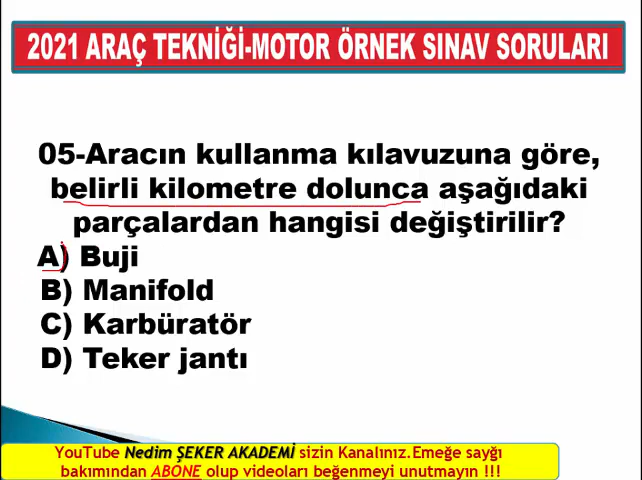 2021 ARAÇ TEKNİĞİ-MOTOR ÖRNEK SINAV SORULARI
05-Aracın kullanma kılavuzuna göre,
belirli kilometre dolunca aşağıdaki
parçalardan hangisi değiştirilir?
A) Buji
B) Manifold
C) Karbüratör
D) Teker jantı
YouTube Nedim ŞEKER AKADEMİ sizin Kanalınız.Emeğe sayğı
bakımından ABONE olup videoları beğenmeyi unutmayın !!!